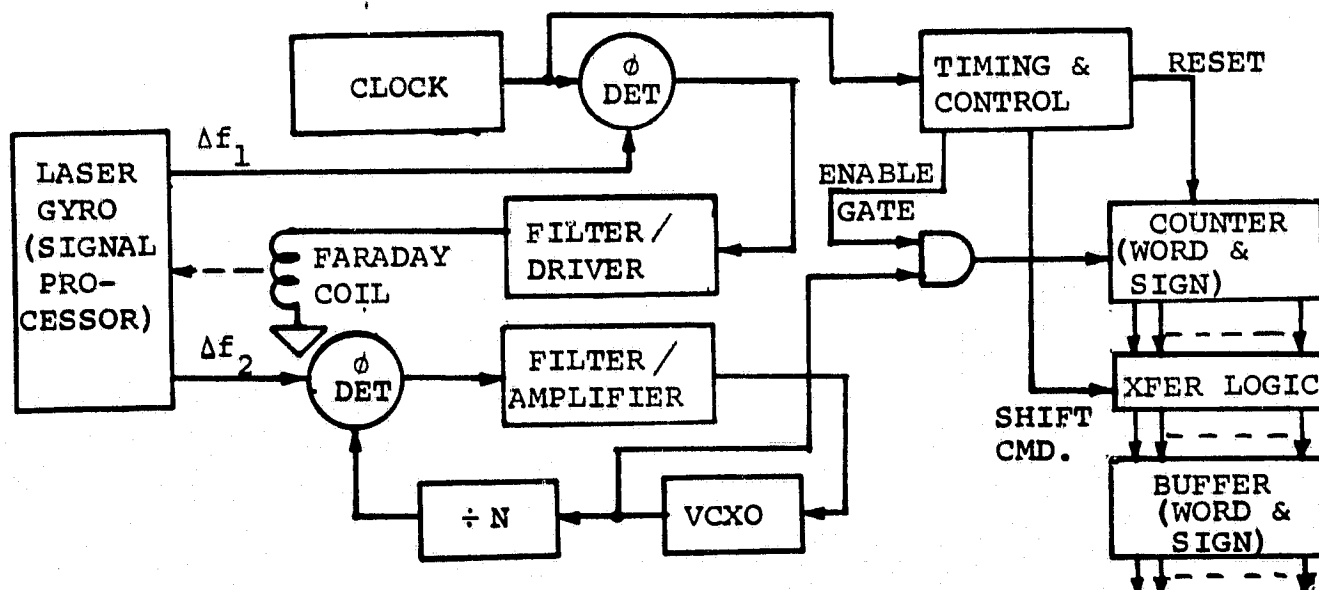 CLOCK
ϕ
DET
TIMING &
CONTROL
RESET
Δf₁
LASER
GYRO
(SIGNAL
PRO-
CESSOR)
ENABLE
GATE
FILTER/
DRIVER
FARADAY
COIL
COUNTER
(WORD &
SIGN)
Δf₂
ϕ
DET
FILTER/
AMPLIFIER
XFER LOGIC
SHIFT
CMD.
÷N
VCXO
BUFFER
(WORD &
SIGN)